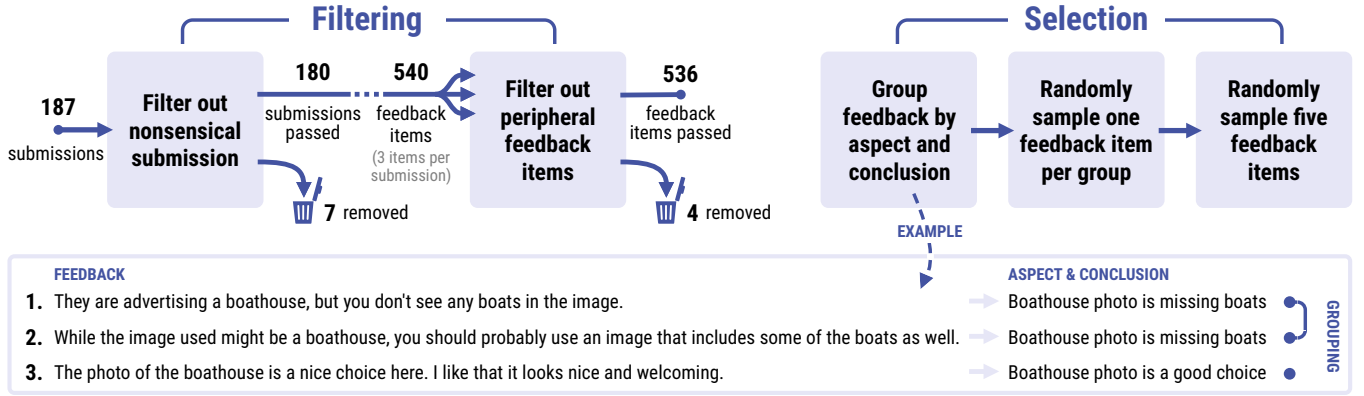 Filtering
187
submissions
Filter out
nonsensical
submission
180
submissions
passed
540
feedback
items
(3 items per
submission)
7 removed
Filter out
peripheral
feedback
items
536
feedback
items passed
4 removed
Selection
Group
feedback by
aspect and
conclusion
Randomly
sample one
feedback item
per group
Randomly
sample five
feedback
items
EXAMPLE
FEEDBACK
ASPECT & CONCLUSION
1. They are advertising a boathouse, but you don't see any boats in the image.
Boathouse photo is missing boats
2. While the image used might be a boathouse, you should probably use an image that includes some of the boats as well.
Boathouse photo is missing boats
3. The photo of the boathouse is a nice choice here. I like that it looks nice and welcoming.
Boathouse photo is a good choice
GROUPING